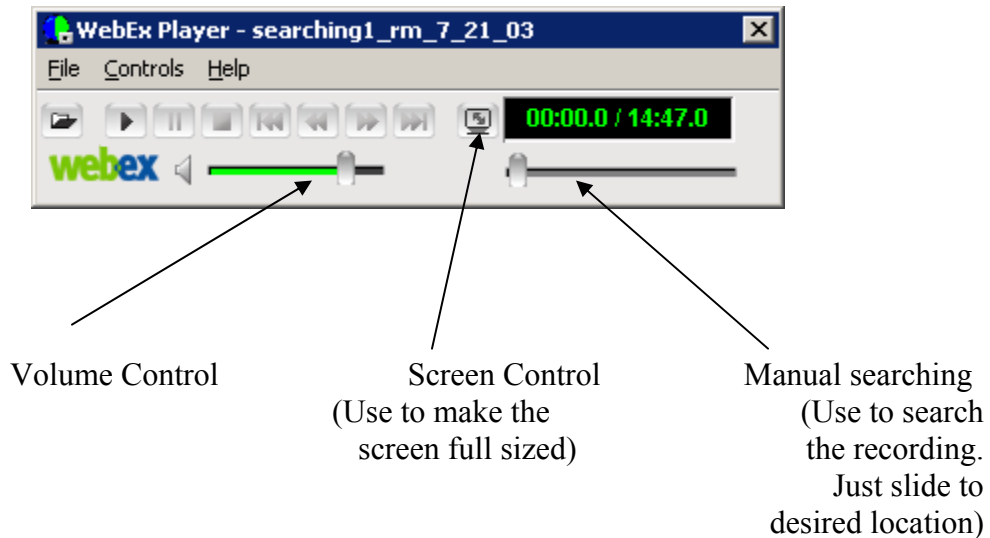 WebEx Player - searching1_rm_7_21_03
File Controls Help
00:00.0 / 14:47.0
webex
Volume Control
Screen Control
(Use to make the
screen full sized)
Manual searching
(Use to search
the recording.
Just slide to
desired location)